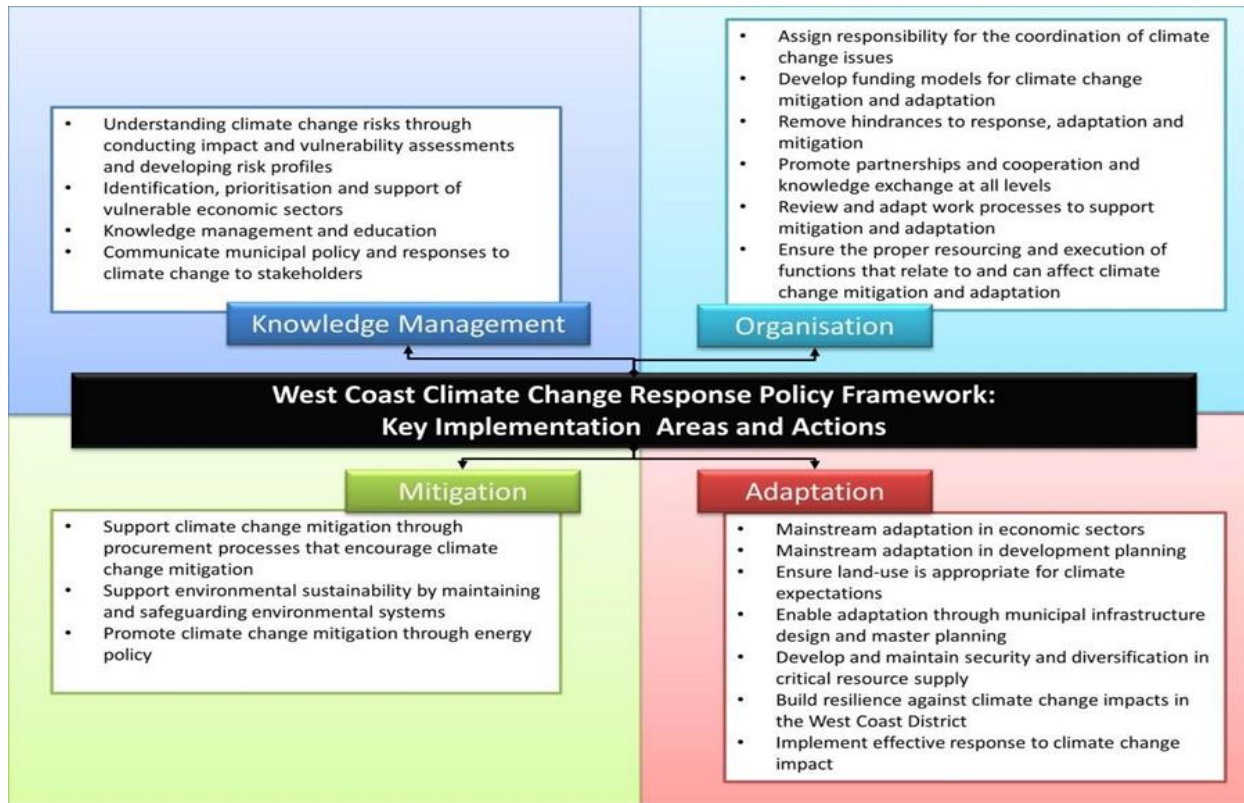 • Understanding climate change risks through
conducting impact and vulnerability assessments
and developing risk profiles
• Identification, prioritisation and support of
vulnerable economic sectors
• Knowledge management and education
• Communicate municipal policy and responses to
climate change to stakeholders
Knowledge Management
• Assign responsibility for the coordination of climate
change issues
• Develop funding models for climate change
mitigation and adaptation
• Remove hindrances to response, adaptation and
mitigation
• Promote partnerships and cooperation and
knowledge exchange at all levels
• Review and adapt work processes to support
mitigation and adaptation
• Ensure the proper resourcing and execution of
functions that relate to and can affect climate
change mitigation and adaptation
Organisation
West Coast Climate Change Response Policy Framework:
Key Implementation Areas and Actions
Mitigation
• Support climate change mitigation through
procurement processes that encourage climate
change mitigation
• Support environmental sustainability by maintaining
and safeguarding environmental systems
• Promote climate change mitigation through energy
policy
Adaptation
• Mainstream adaptation in economic sectors
• Mainstream adaptation in development planning
• Ensure land-use is appropriate for climate
expectations
• Enable adaptation through municipal infrastructure
design and master planning
• Develop and maintain security and diversification in
critical resource supply
• Build resilience against climate change impacts in
the West Coast District
• Implement effective response to climate change
impact